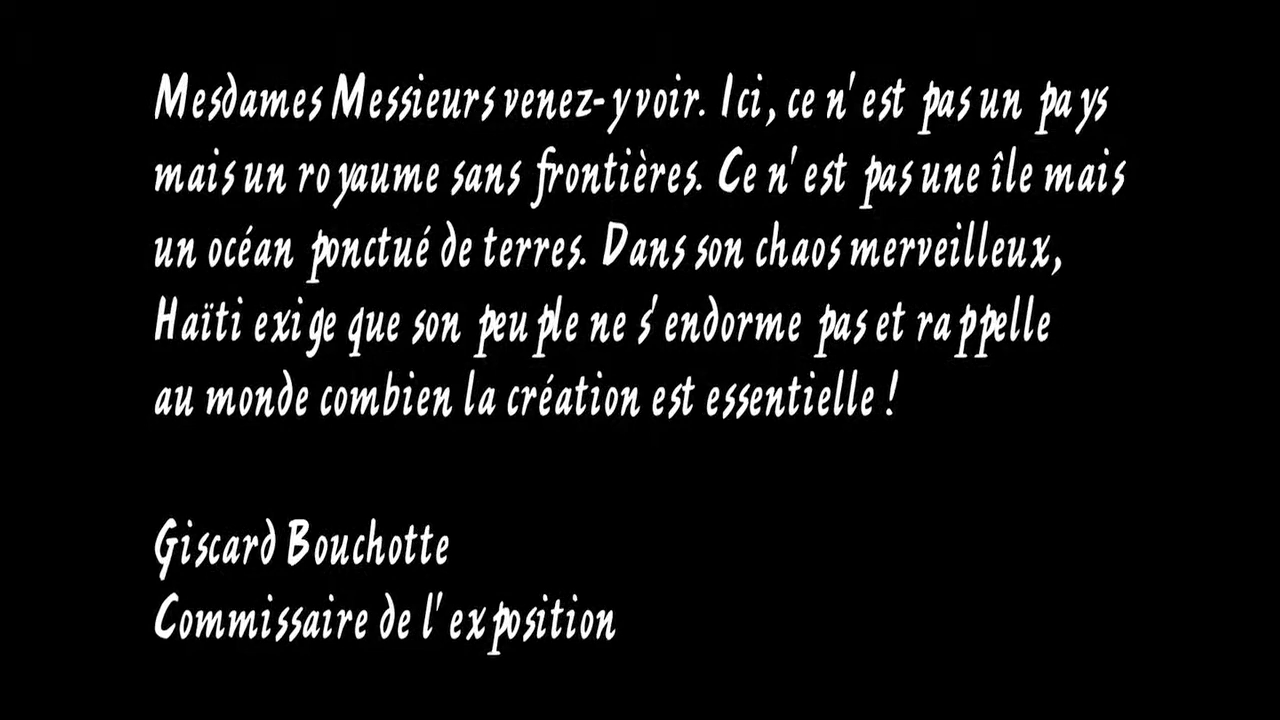 Mesdames Messieurs venez-y voir. Ici, ce n'est pas un pays
mais un royaume sans frontières. Ce n'est pas une île mais
un océan ponctué de terres. Dans son chaos merveilleux,
Haïti exige que son peuple ne s'endorme pas et rappelle
au monde combien la création est essentielle !
Giscard Bouchotte
Commissaire de l'exposition